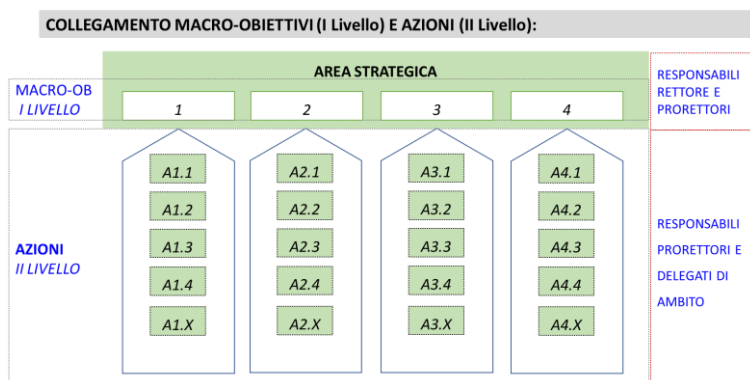 COLLEGAMENTO MACRO-OBIETTIVI (I Livello) E AZIONI (II Livello):
AREA STRATEGICA
MACRO-OB
I LIVELLO
1 2 3 4
RESPONSABILI
RETTORE E
PRORETTORI
A1.1 A2.1 A3.1 A4.1
A1.2 A2.2 A3.2 A4.2
AZIONI
II LIVELLO
A1.3 A2.3 A3.3 A4.3
A1.4 A2.4 A3.4 A4.4
A1.X A2.X A3.X A4.X
RESPONSABILI
PRORETTORI E
DELEGATI DI
AMBITO